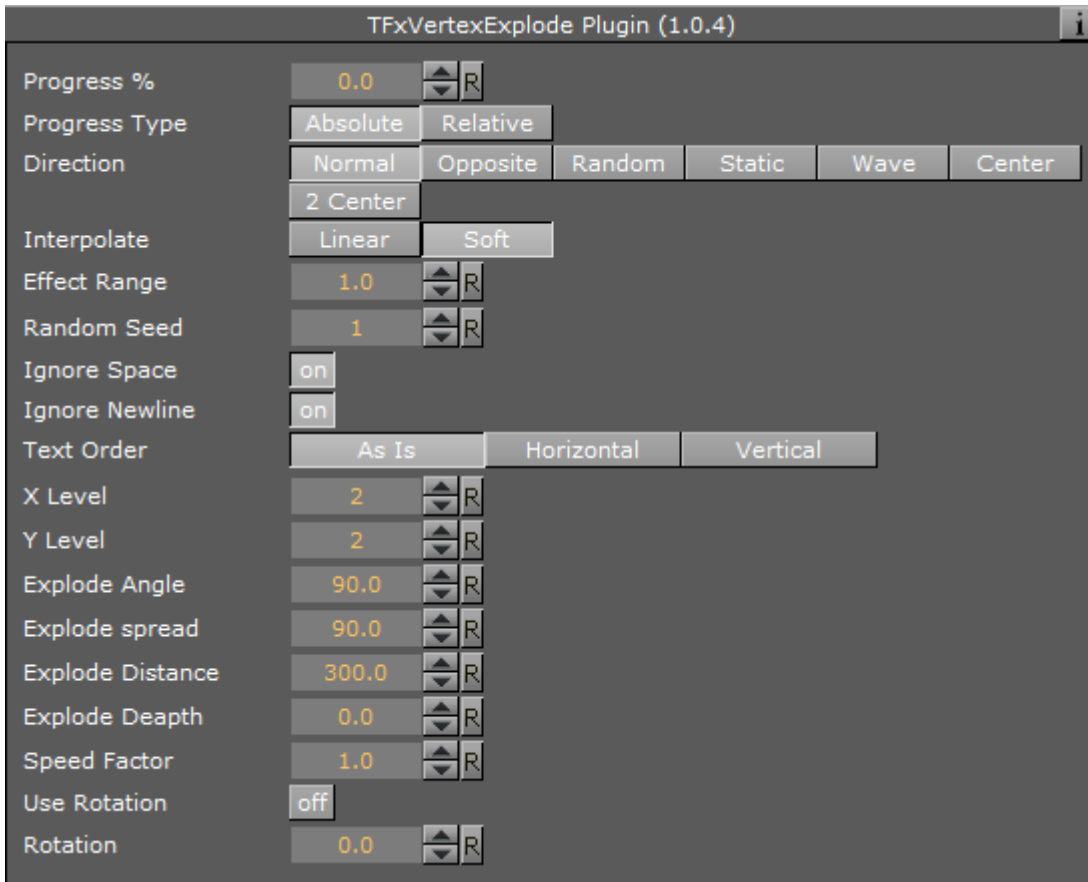 TFxVertexExplode Plugin (1.0.4) i
Progress % 0.0 R
Progress Type Absolute Relative
Direction Normal Opposite Random Static Wave Center
2 Center
Interpolate Linear Soft
Effect Range 1.0 R
Random Seed 1 R
Ignore Space on
Ignore Newline on
Text Order As Is Horizontal Vertical
X Level 2 R
Y Level 2 R
Explode Angle 90.0 R
Explode spread 90.0 R
Explode Distance 300.0 R
Explode Deapth 0.0 R
Speed Factor 1.0 R
Use Rotation off
Rotation 0.0 R